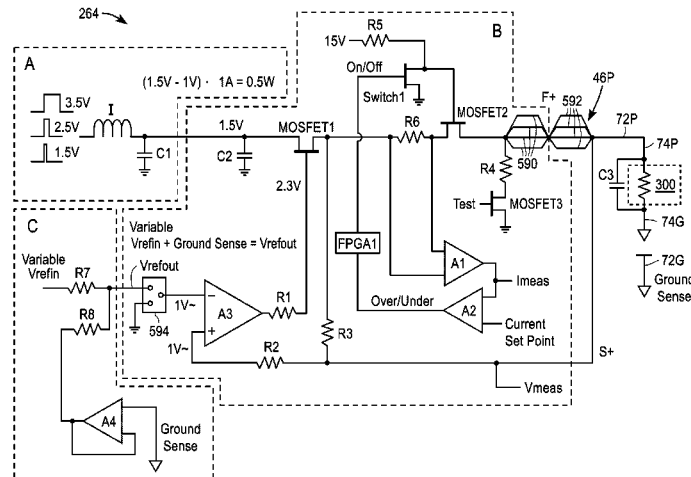 264
A
B
R5
15V
On/Off
Switch1
(1.5V - 1V) · 1A = 0.5W
3.5V
2.5V
1.5V
I
C1
1.5V
C2
MOSFET1
R6
MOSFET2
F+
592
46P
590
72P
74P
R4
C3
300
Test
MOSFET3
74G
72G
Ground
Sense
2.3V
C
Variable
Vrefin + Ground Sense = Vrefout
FPGA1
A1
Imeas
Variable
Vrefin
R7
Vrefout
R8
594
1V~
−
A3
+
1V~
R1
R2
R3
Over/Under
A2
Current
Set Point
S+
Vmeas
A4
Ground
Sense